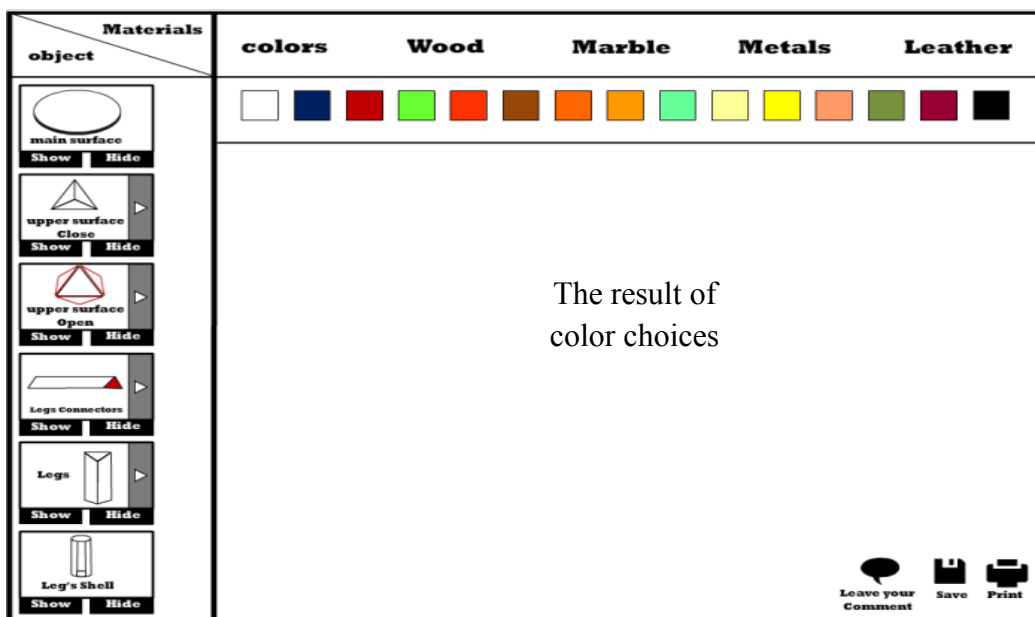 Materials
object
colors Wood Marble Metals Leather
main surface
Show Hide
upper surface
Close
Show Hide
upper surface
Open
Show Hide
Legs Connectors
Show Hide
Legs
Show Hide
Leg's Shell
Show Hide
The result of
color choices
Leave your
Comment
Save
Print